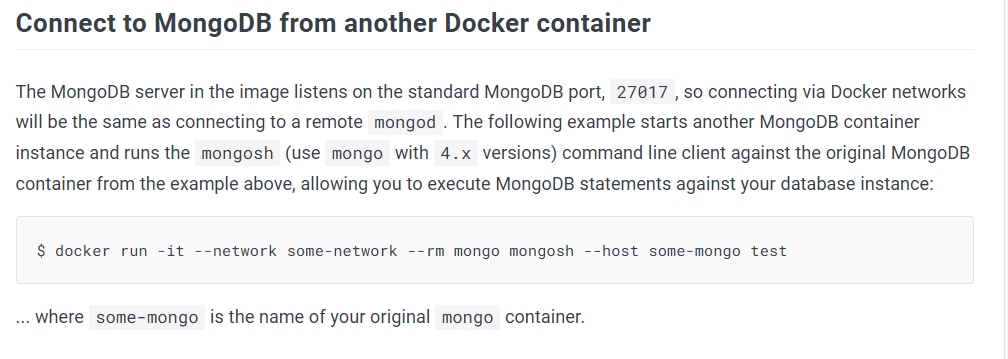 Connect to MongoDB from another Docker container
The MongoDB server in the image listens on the standard MongoDB port, 27017 , so connecting via Docker networks
will be the same as connecting to a remote mongod . The following example starts another MongoDB container
instance and runs the mongosh (use mongo with 4.x versions) command line client against the original MongoDB
container from the example above, allowing you to execute MongoDB statements against your database instance:
$ docker run -it --network some-network --rm mongo mongosh --host some-mongo test
... where some-mongo is the name of your original mongo container.